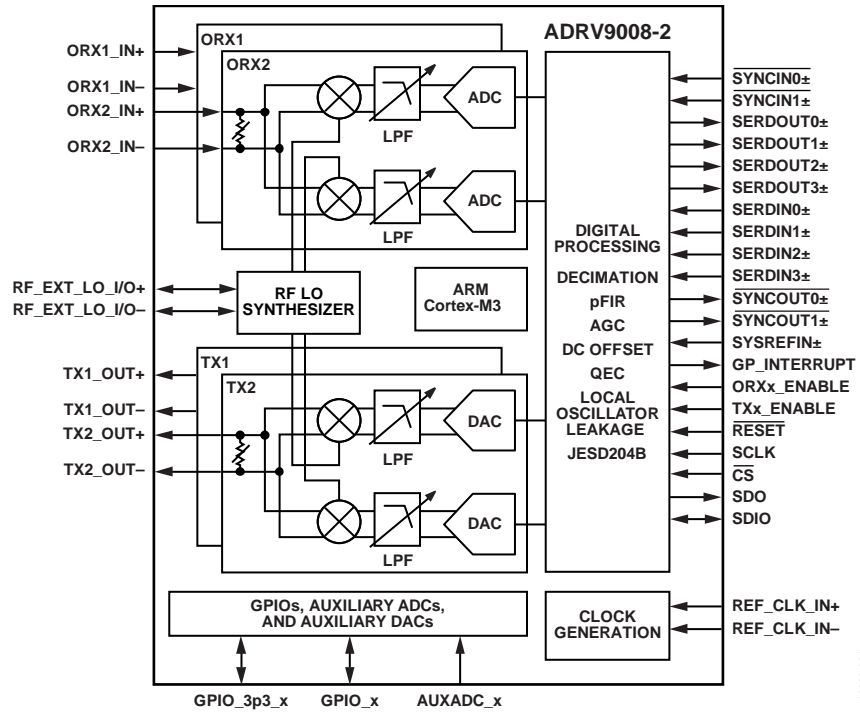 ADRV9008-2
ORX1_IN+
ORX1_IN–
ORX2_IN+
ORX2_IN–
ORX1
ORX2
LPF
ADC
LPF
ADC
RF_EXT_LO_I/O+
RF_EXT_LO_I/O–
RF LO
SYNTHESIZER
ARM
Cortex-M3
TX1_OUT+
TX1_OUT–
TX2_OUT+
TX2_OUT–
TX1
TX2
LPF
DAC
LPF
DAC
DIGITAL
PROCESSING
DECIMATION
pFIR
AGC
DC OFFSET
QEC
LOCAL
OSCILLATOR
LEAKAGE
JESD204B
SYNCIN0±
SYNCIN1±
SERDOUT0±
SERDOUT1±
SERDOUT2±
SERDOUT3±
SERDIN0±
SERDIN1±
SERDIN2±
SERDIN3±
SYNCOUT0±
SYNCOUT1±
SYSREFIN±
GP_INTERRUPT
ORXx_ENABLE
TXx_ENABLE
RESET
SCLK
CS
SDO
SDIO
GPIOs, AUXILIARY ADCs,
AND AUXILIARY DACs
CLOCK
GENERATION
REF_CLK_IN+
REF_CLK_IN–
GPIO_3p3_x
GPIO_x
AUXADC_x